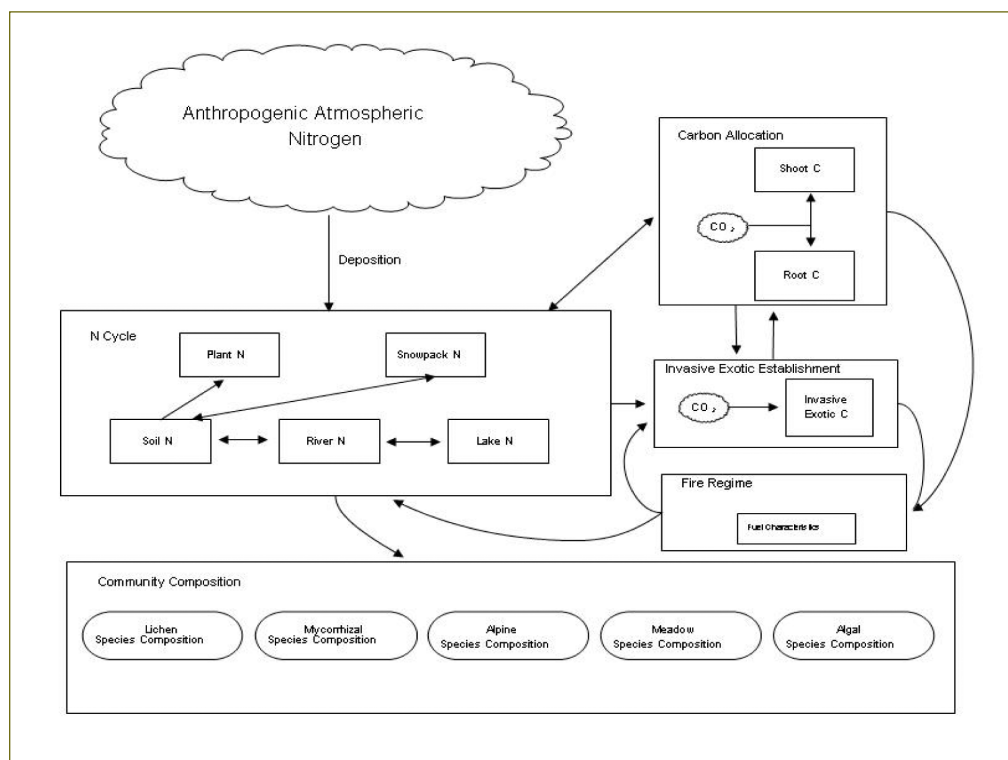 Anthropogenic Atmospheric
Nitrogen
Deposition
Carbon Allocation
Shoot C
CO₂
Root C
N Cycle
Plant N
Snowpack N
Soil N
River N
Lake N
Invasive Exotic Establishment
CO₂
Invasive
Exotic C
Fire Regime
Fuel Characteristics
Community Composition
Lichen
Species Composition
Mycorrhizal
Species Composition
Alpine
Species Composition
Meadow
Species Composition
Algal
Species Composition